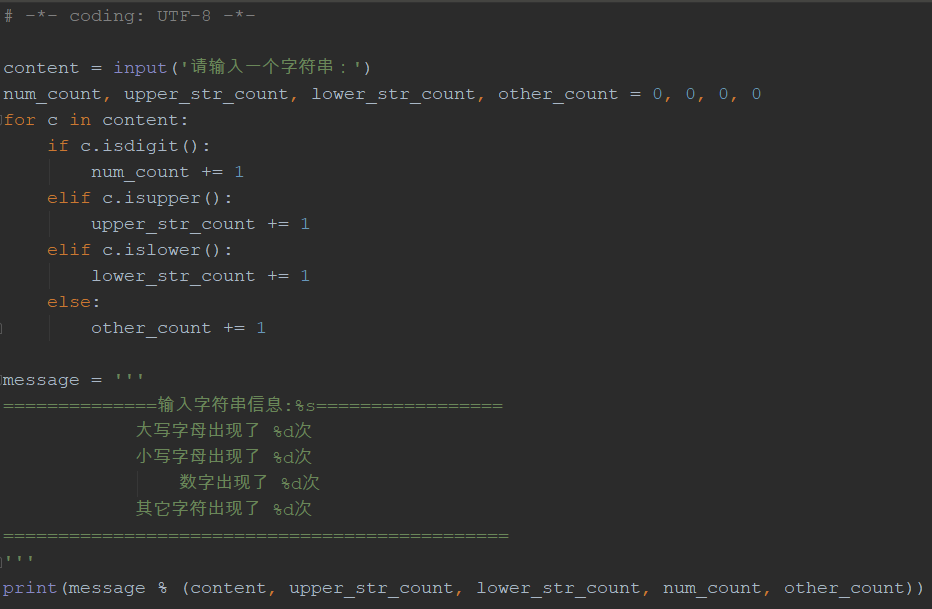 # -*- coding: UTF-8 -*-
content = input('请输入一个字符串：')
num_count, upper_str_count, lower_str_count, other_count = 0, 0, 0, 0
for c in content:
    if c.isdigit():
        num_count += 1
    elif c.isupper():
        upper_str_count += 1
    elif c.islower():
        lower_str_count += 1
    else:
        other_count += 1
message = '''
==============输入字符串信息:%s=================
            大写字母出现了 %d次
            小写字母出现了 %d次
                数字出现了 %d次
            其它字符出现了 %d次
==============================================
'''
print(message % (content, upper_str_count, lower_str_count, num_count, other_count))